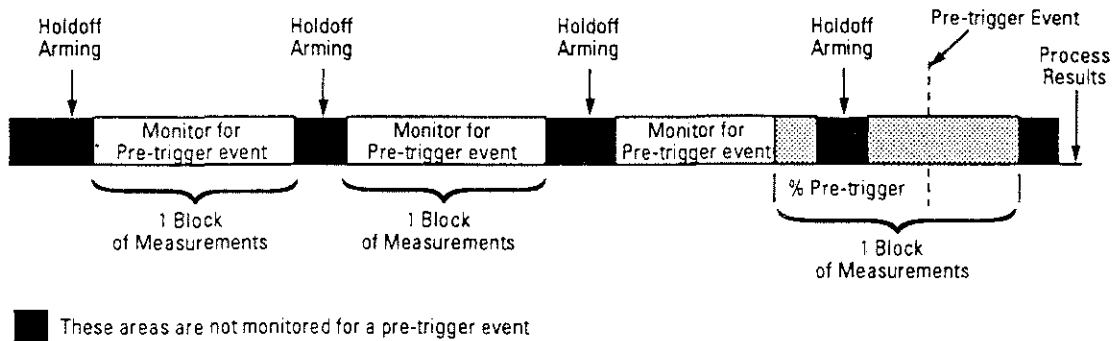 Pre-trigger Event
Holdoff
Arming
Holdoff
Arming
Holdoff
Arming
Holdoff
Arming
Process
Results
Monitor for
Pre-trigger event
Monitor for
Pre-trigger event
Monitor for
Pre-trigger event
% Pre-trigger
1 Block
of Measurements
1 Block
of Measurements
1 Block
of Measurements
These areas are not monitored for a pre-trigger event